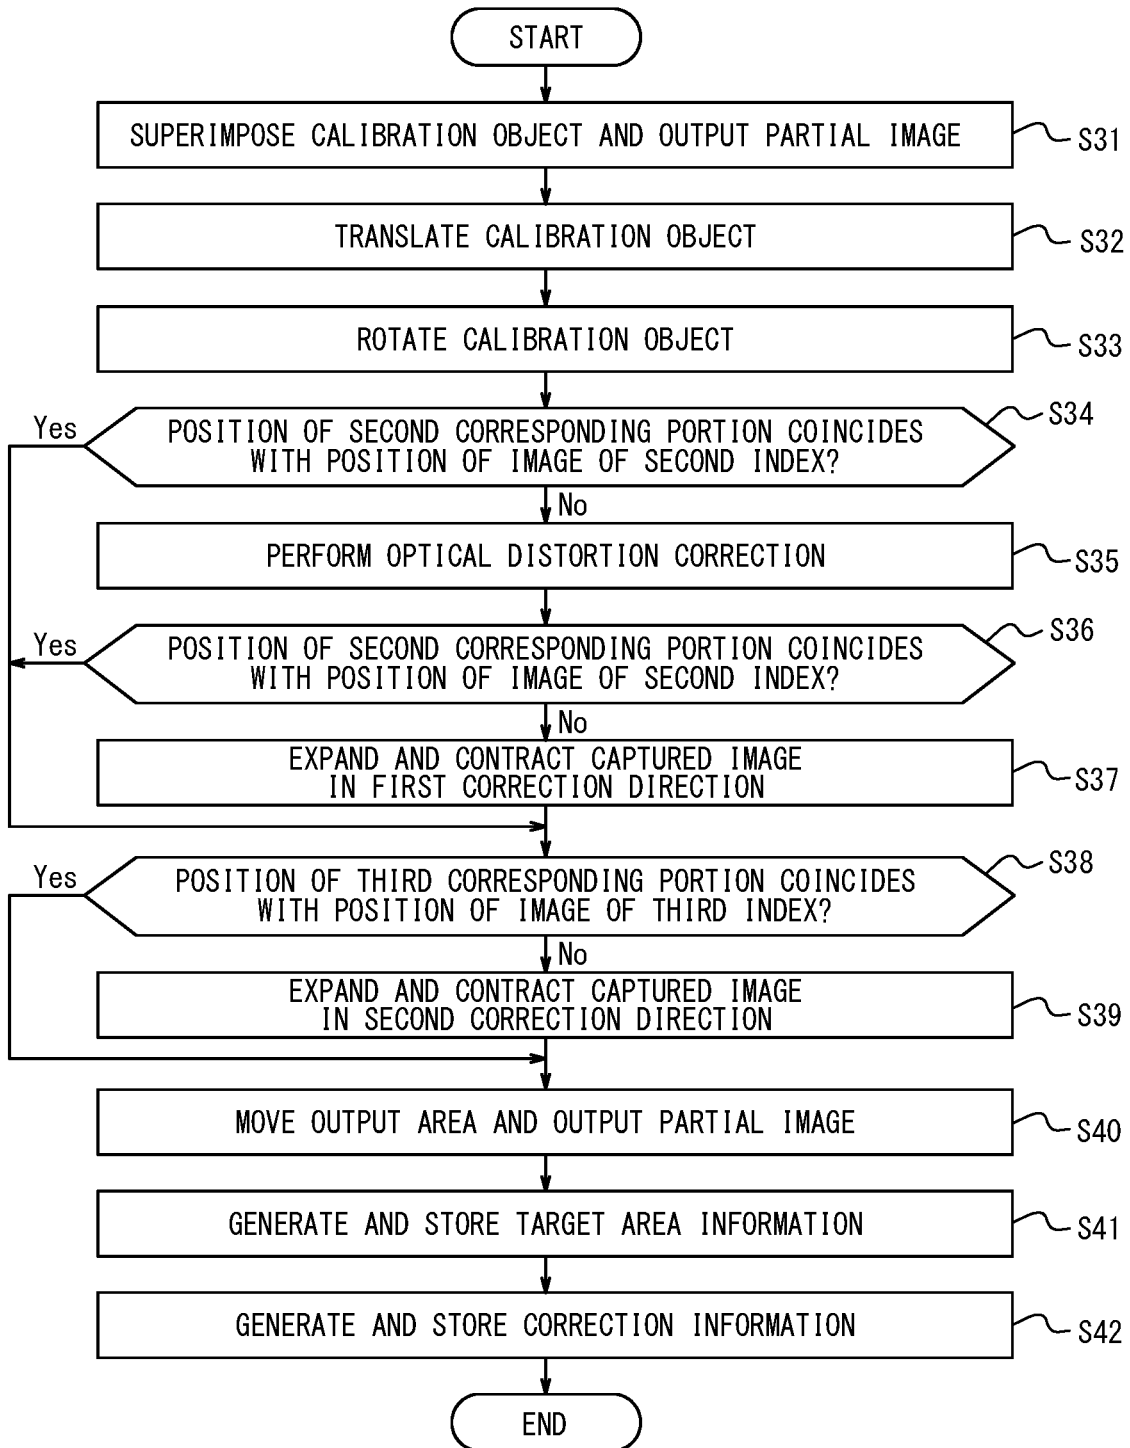 START
SUPERIMPOSE CALIBRATION OBJECT AND OUTPUT PARTIAL IMAGE
S31
TRANSLATE CALIBRATION OBJECT
S32
ROTATE CALIBRATION OBJECT
S33
Yes
POSITION OF SECOND CORRESPONDING PORTION COINCIDES
WITH POSITION OF IMAGE OF SECOND INDEX?
S34
No
PERFORM OPTICAL DISTORTION CORRECTION
S35
Yes
POSITION OF SECOND CORRESPONDING PORTION COINCIDES
WITH POSITION OF IMAGE OF SECOND INDEX?
S36
No
EXPAND AND CONTRACT CAPTURED IMAGE
IN FIRST CORRECTION DIRECTION
S37
Yes
POSITION OF THIRD CORRESPONDING PORTION COINCIDES
WITH POSITION OF IMAGE OF THIRD INDEX?
S38
No
EXPAND AND CONTRACT CAPTURED IMAGE
IN SECOND CORRECTION DIRECTION
S39
MOVE OUTPUT AREA AND OUTPUT PARTIAL IMAGE
S40
GENERATE AND STORE TARGET AREA INFORMATION
S41
GENERATE AND STORE CORRECTION INFORMATION
S42
END